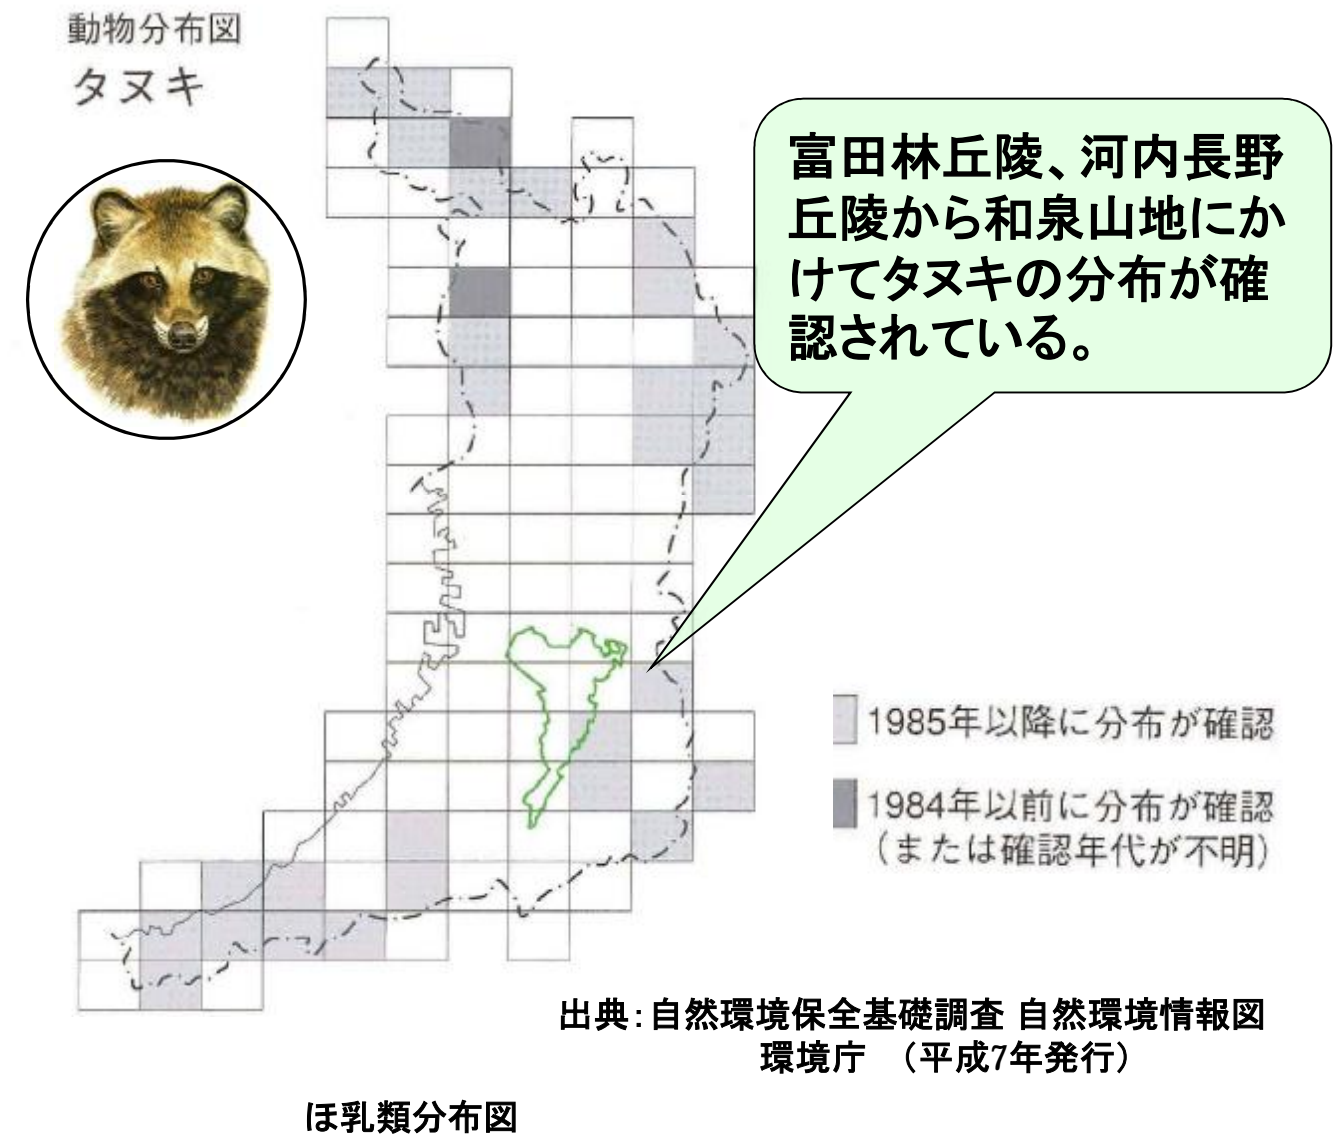 動物分布図
タヌキ
富田林丘陵、河内長野
丘陵から和泉山地にか
けてタヌキの分布が確
認されている。
1985年以降に分布が確認
1984年以前に分布が確認
（または確認年代が不明）
出典：自然環境保全基礎調査 自然環境情報図
環境庁　（平成7年発行）
ほ乳類分布図